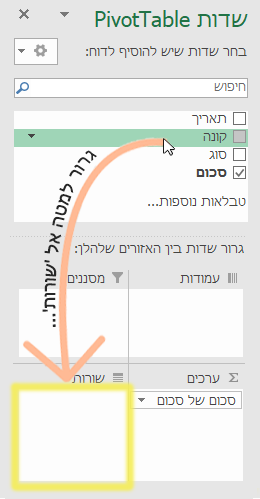 שדות PivotTable
בחר שדות שיש להוסיף לדוח:
חיפוש
תאריך
קונה
סוג
סכום
טבלאות נוספות...
גרור למטה אל 'שורות'...
גרור שדות בין האזורים שלהלן:
מסננים
עמודות
שורות
ערכים
סכום של סכום